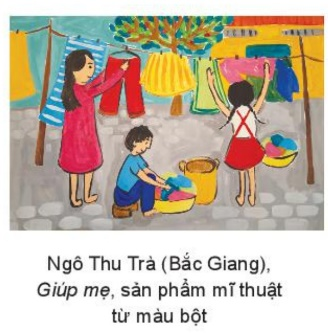 Ngô Thu Trà (Bắc Giang),
Giúp mẹ, sản phẩm mĩ thuật
từ màu bột